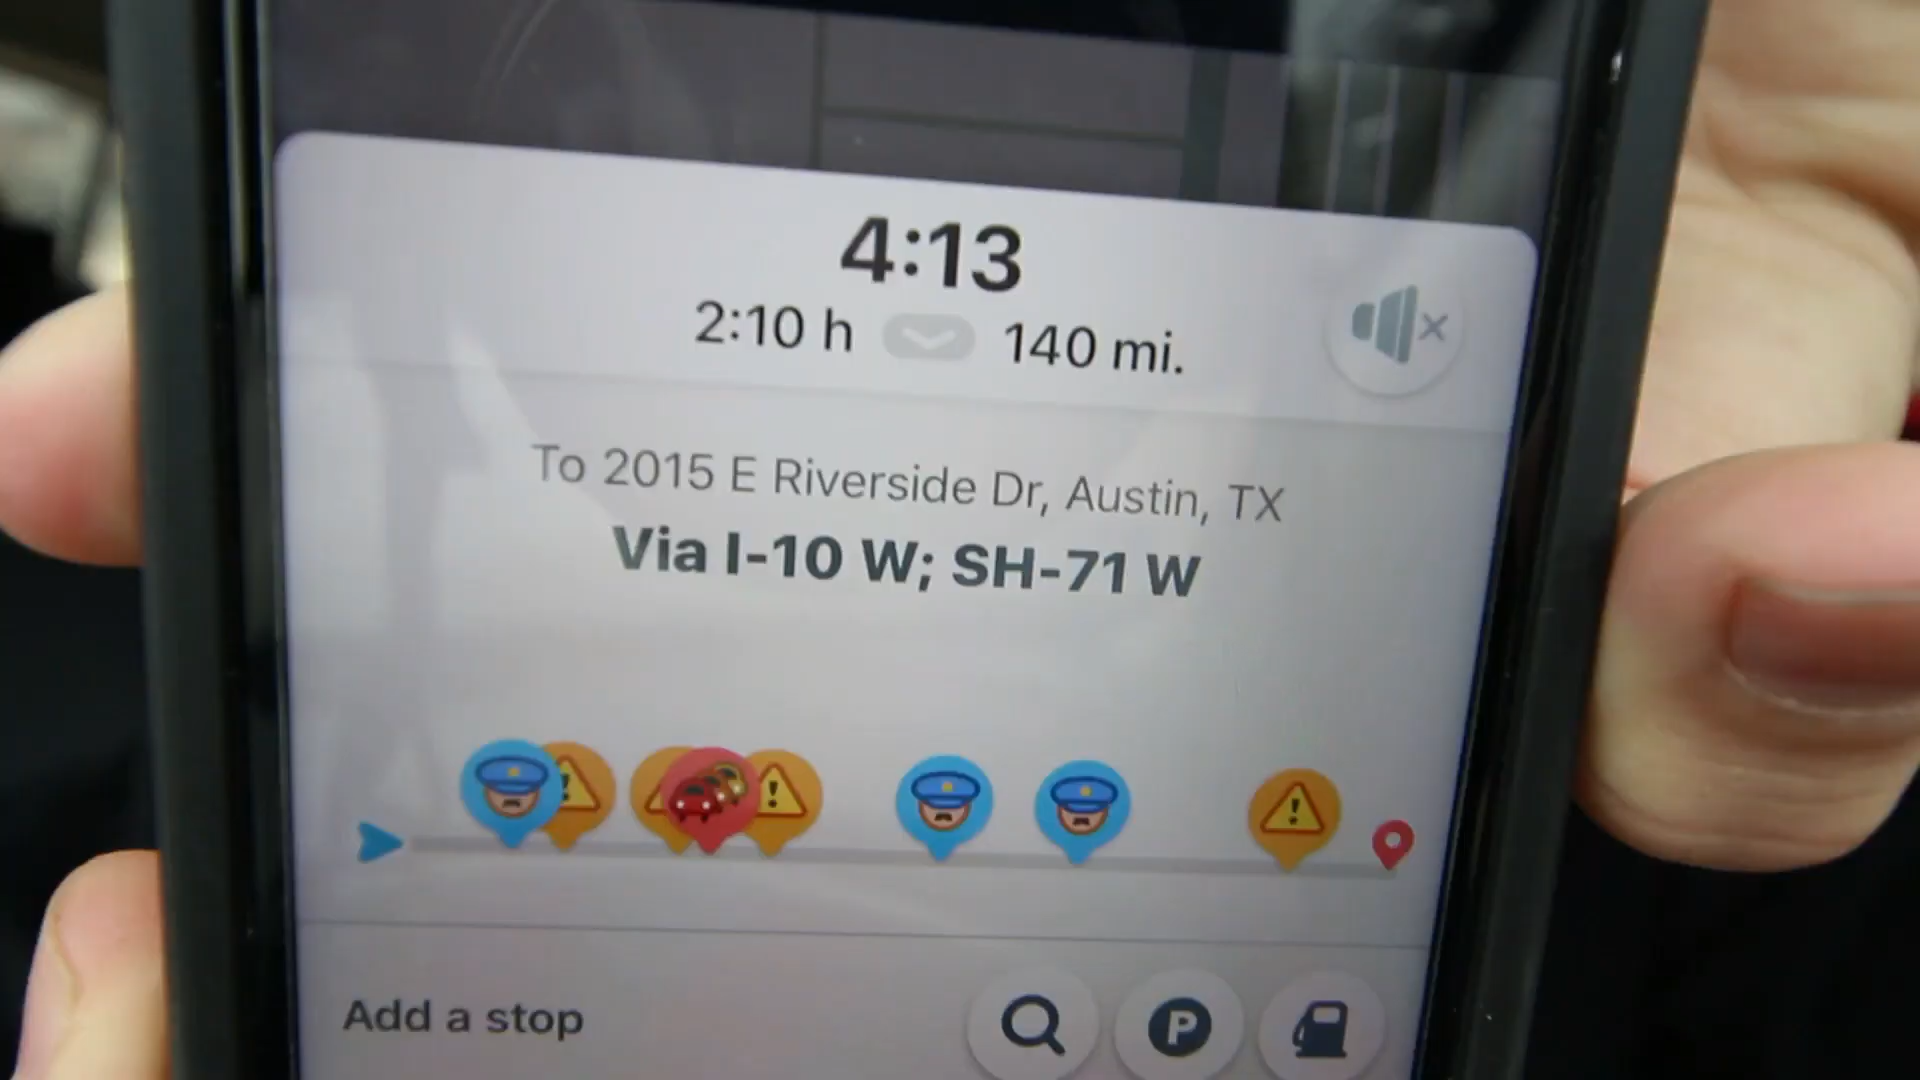 4:13
2:10 h 140 mi.
To 2015 E Riverside Dr, Austin, TX
Via I-10 W; SH-71 W
Add a stop
P